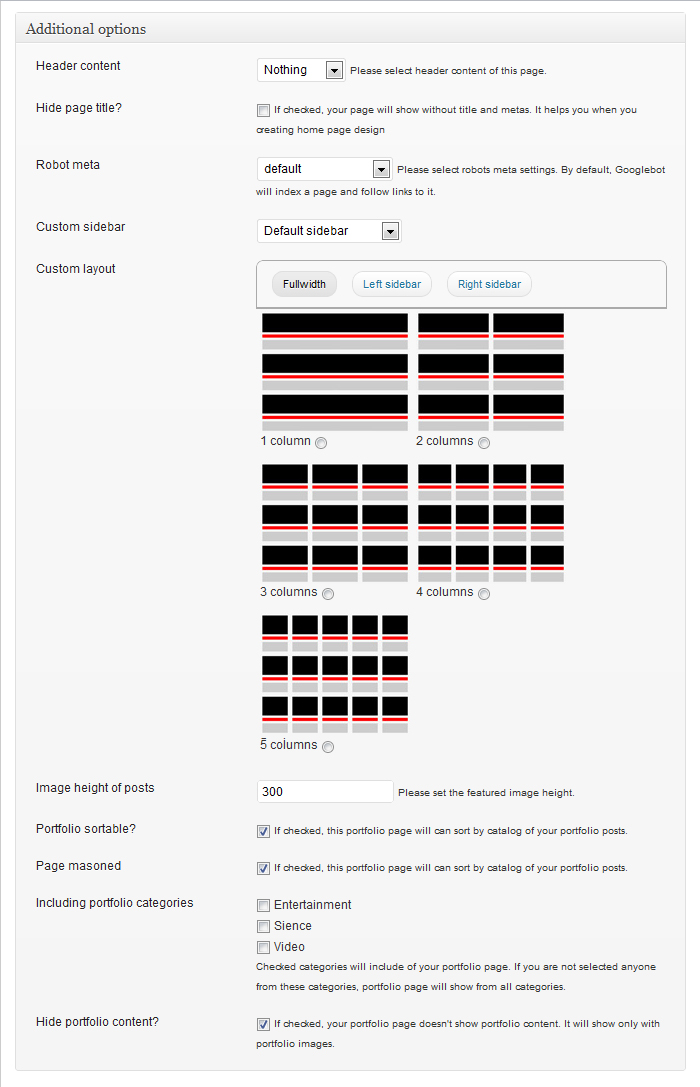 Additional options
Header content
Nothing
Please select header content of this page.
Hide page title?
If checked, your page will show without title and metas. It helps you when you
creating home page design
Robot meta
default
Please select robots meta settings. By default, Googlebot
will index a page and follow links to it.
Custom sidebar
Default sidebar
Custom layout
Fullwidth
Left sidebar
Right sidebar
1 column
2 columns
3 columns
4 columns
5 columns
Image height of posts
300
Please set the featured image height.
Portfolio sortable?
If checked, this portfolio page will can sort by catalog of your portfolio posts.
Page masoned
If checked, this portfolio page will can sort by catalog of your portfolio posts.
Including portfolio categories
Entertainment
Sience
Video
Checked categories will include of your portfolio page. If you are not selected anyone
from these categories, portfolio page will show from all categories.
Hide portfolio content?
If checked, your portfolio page doesn't show portfolio content. It will show only with
portfolio images.